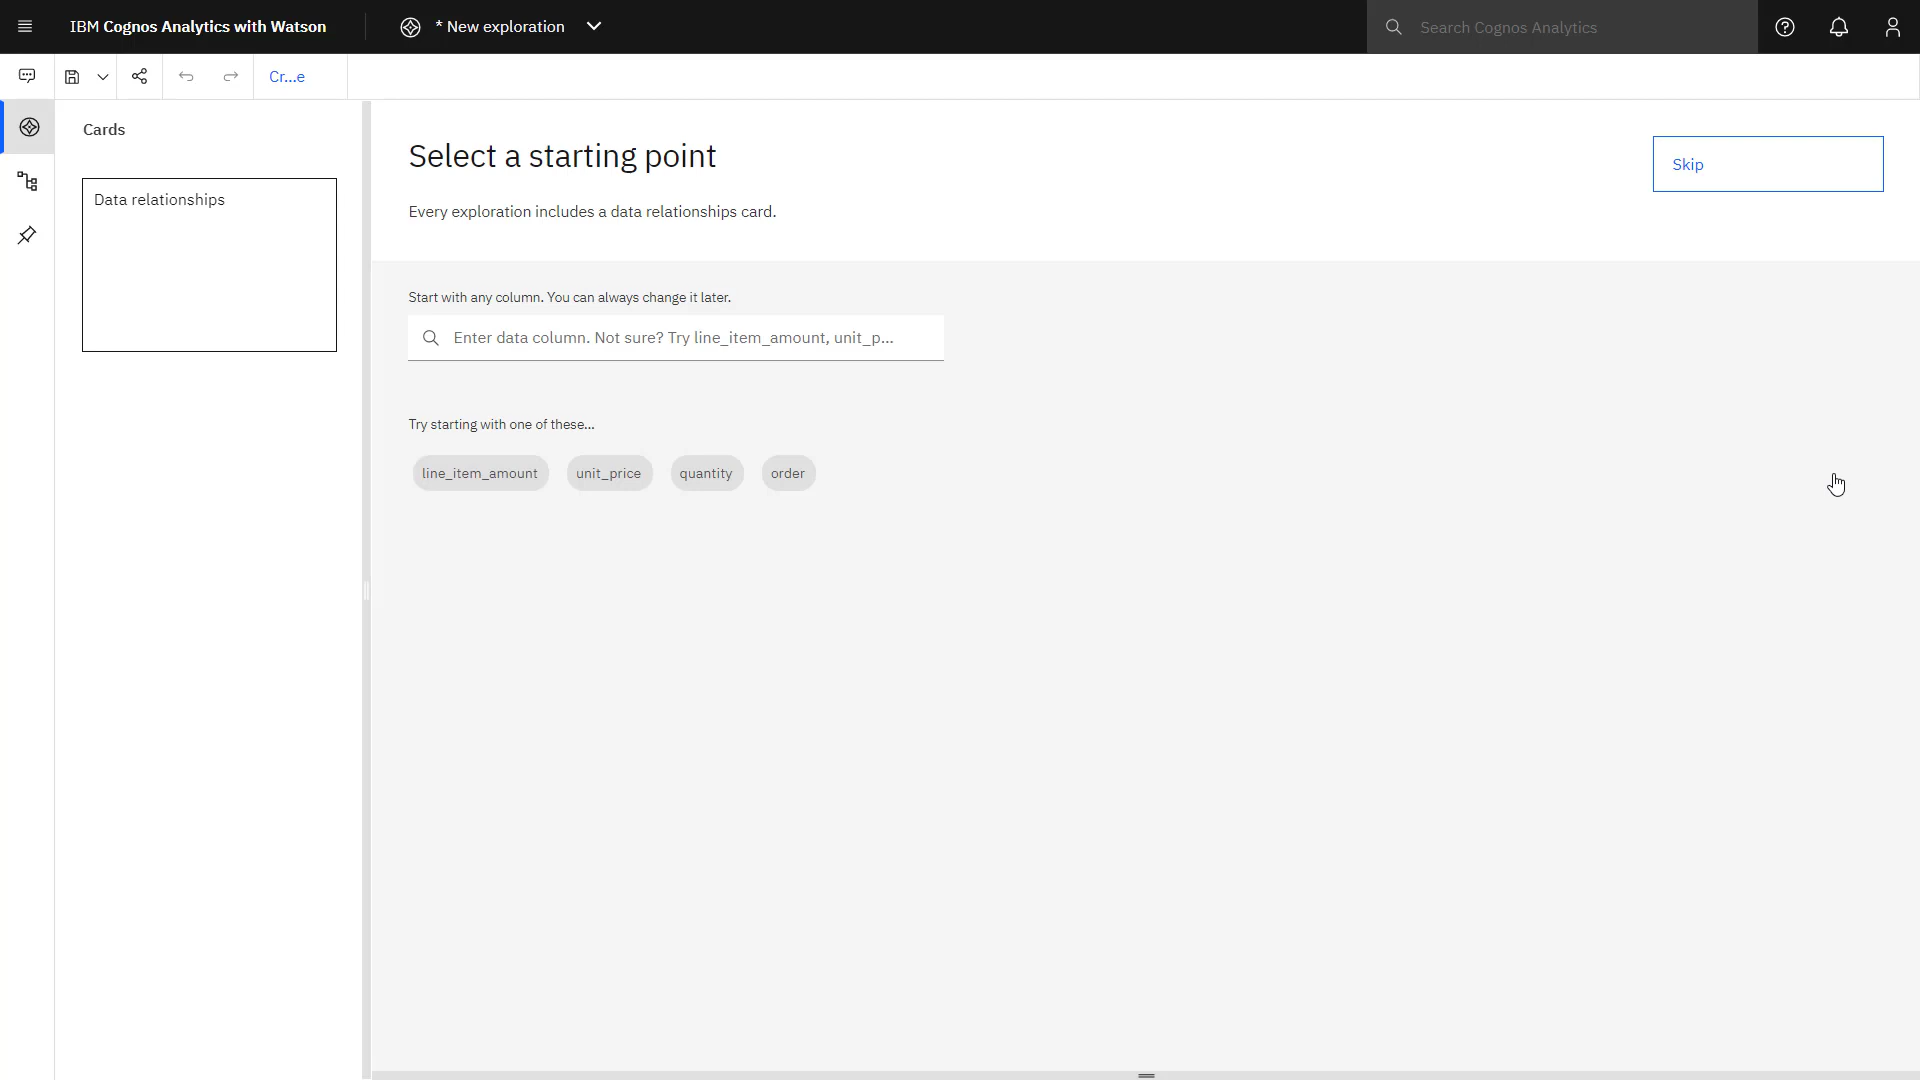 IBM Cognos Analytics with Watson
* New exploration
Search Cognos Analytics
Cr...e
Cards
Data relationships
Select a starting point
Skip
Every exploration includes a data relationships card.
Start with any column. You can always change it later.
Enter data column. Not sure? Try line_item_amount, unit_p...
Try starting with one of these...
line_item_amount
unit_price
quantity
order